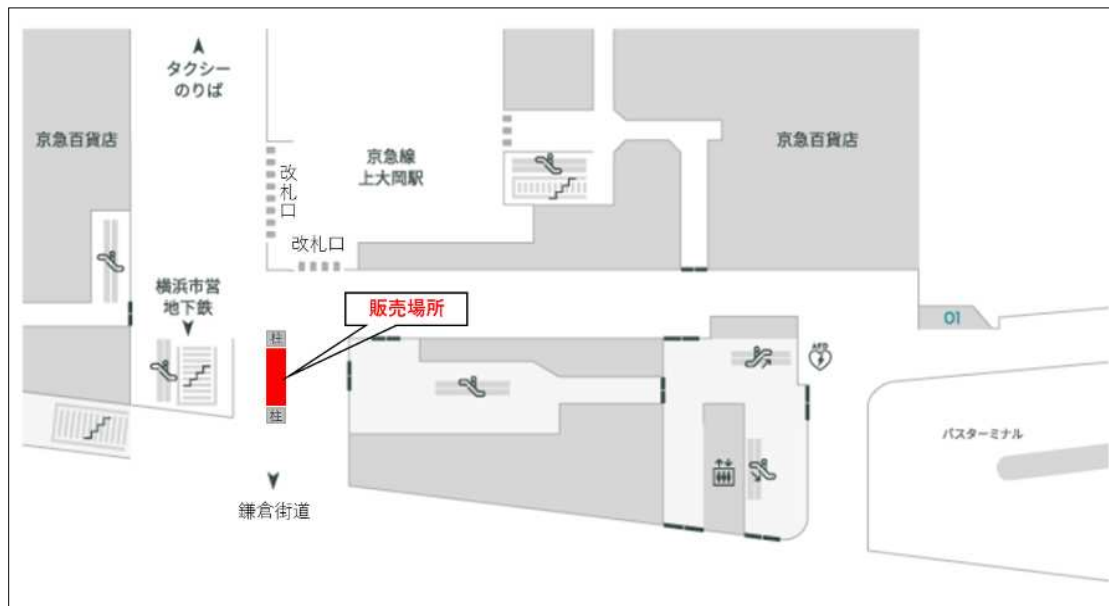 タクシー
のりば
京急百貨店
京急線
上大岡駅
京急百貨店
改札口
改札口
横浜市営
地下鉄
販売場所
柱
柱
01
AED
バスターミナル
鎌倉街道